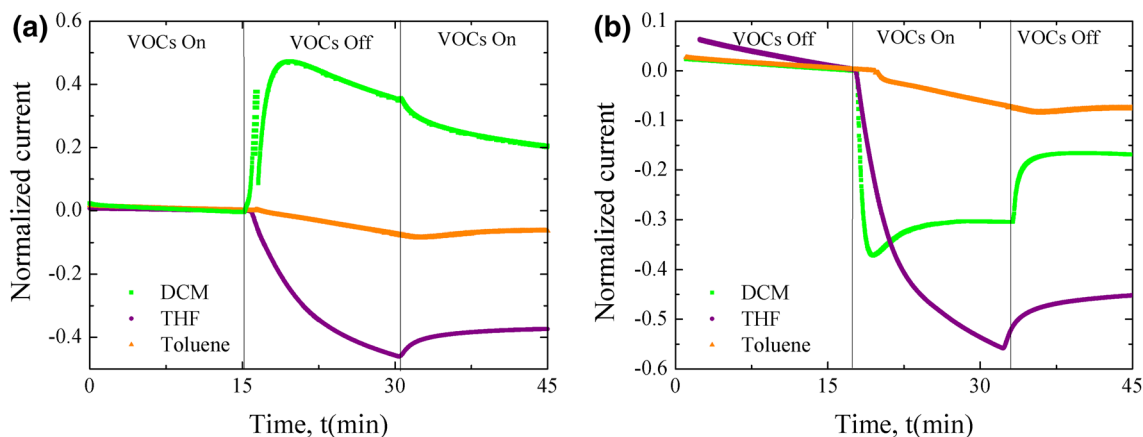 (a)
0.6
0.4
0.2
0.0
-0.2
-0.4
Normalized current
VOCs On
VOCs Off
VOCs On
DCM
THF
Toluene
0
15
30
45
Time, t(min)
(b)
0.1
0.0
-0.1
-0.2
-0.3
-0.4
-0.5
-0.6
Normalized current
VOCs Off
VOCs On
VOCs Off
DCM
THF
Toluene
0
15
30
45
Time, t(min)